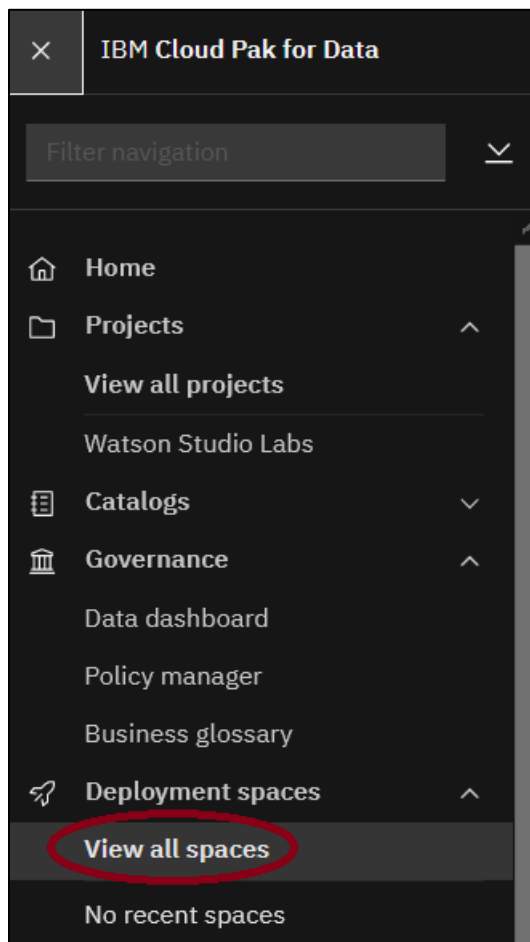 IBM Cloud Pak for Data
Filter navigation
Home
Projects
View all projects
Watson Studio Labs
Catalogs
Governance
Data dashboard
Policy manager
Business glossary
Deployment spaces
View all spaces
No recent spaces